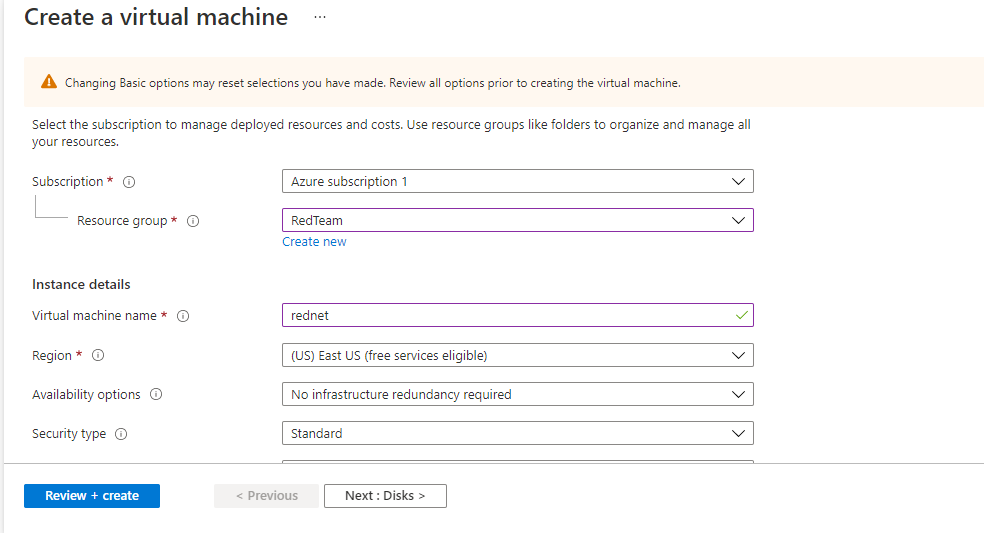 Create a virtual machine ...
Changing Basic options may reset selections you have made. Review all options prior to creating the virtual machine.
Select the subscription to manage deployed resources and costs. Use resource groups like folders to organize and manage all
your resources.
Subscription * Azure subscription 1
Resource group * RedTeam
Create new
Instance details
Virtual machine name * rednet
Region * (US) East US (free services eligible)
Availability options No infrastructure redundancy required
Security type Standard
Review + create < Previous Next : Disks >